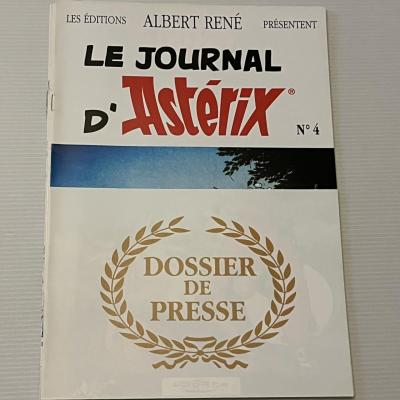 LES ÉDITIONS ALBERT RENÉ PRÉSENTENT
LE JOURNAL
D'Astérix® N° 4
DOSSIER
DE
PRESSE